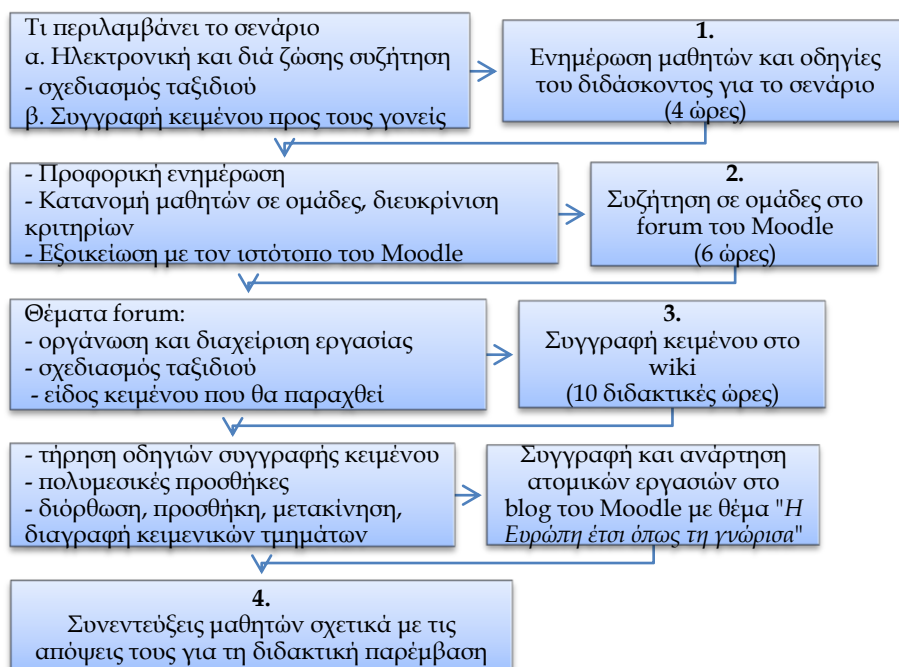 Τι περιλαμβάνει το σενάριο
α. Ηλεκτρονική και διά ζώσης συζήτηση
- σχεδιασμός ταξιδιού
β. Συγγραφή κειμένου προς τους γονείς
1.
Ενημέρωση μαθητών και οδηγίες
του διδάσκοντος για το σενάριο
(4 ώρες)
- Προφορική ενημέρωση
- Κατανομή μαθητών σε ομάδες, διευκρίνιση
κριτηρίων
- Εξοικείωση με τον ιστότοπο του Moodle
2.
Συζήτηση σε ομάδες στο
forum του Moodle
(6 ώρες)
Θέματα forum:
- οργάνωση και διαχείριση εργασίας
- σχεδιασμός ταξιδιού
- είδος κειμένου που θα παραχθεί
3.
Συγγραφή κειμένου στο
wiki
(10 διδακτικές ώρες)
- τήρηση οδηγιών συγγραφής κειμένου
- πολυμεσικές προσθήκες
- διόρθωση, προσθήκη, μετακίνηση,
διαγραφή κειμενικών τμημάτων
Συγγραφή και ανάρτηση
ατομικών εργασιών στο
blog του Moodle με θέμα "Η
Ευρώπη έτσι όπως τη γνώρισα"
4.
Συνεντεύξεις μαθητών σχετικά με τις
απόψεις τους για τη διδακτική παρέμβαση